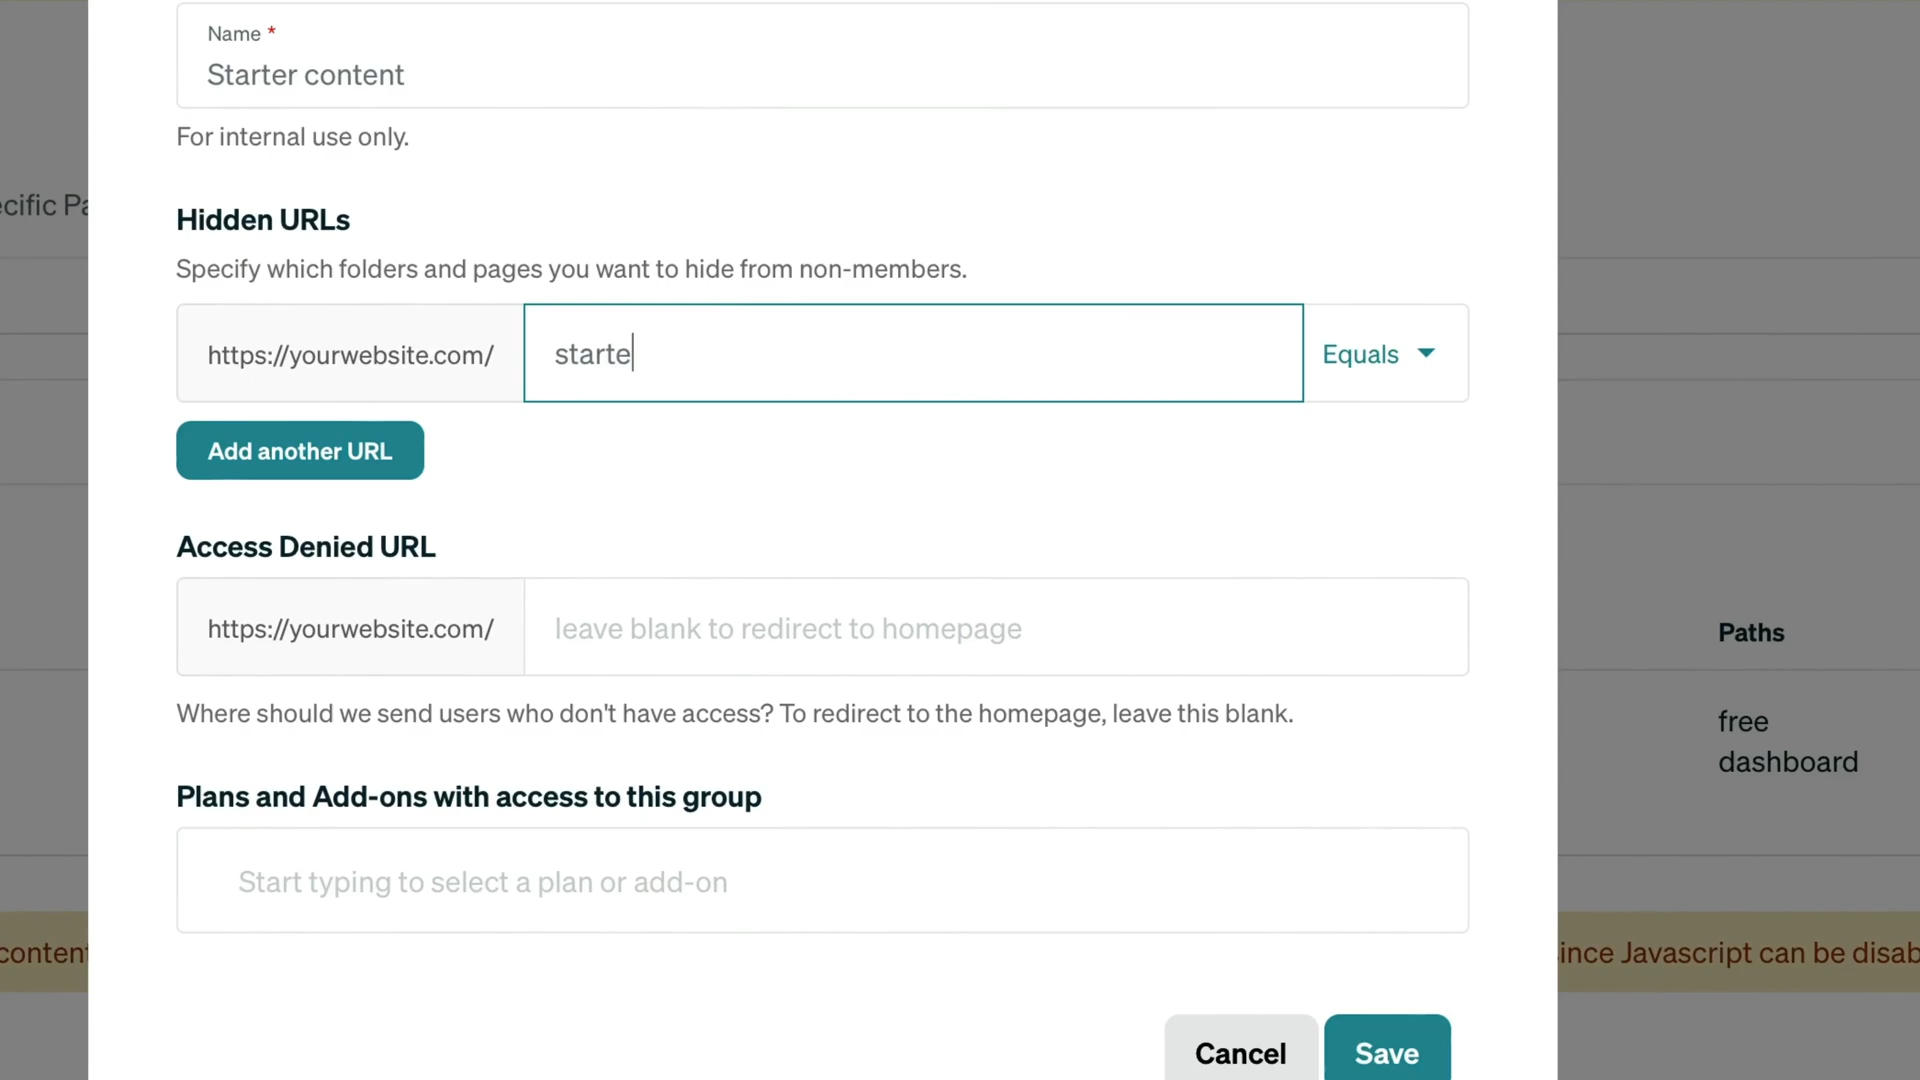 Name *
Starter content
For internal use only.
ecific Pa
Hidden URLs
Specify which folders and pages you want to hide from non-members.
https://yourwebsite.com/ starte Equals
Add another URL
Access Denied URL
https://yourwebsite.com/ leave blank to redirect to homepage
Paths
Where should we send users who don't have access? To redirect to the homepage, leave this blank.
free
dashboard
Plans and Add-ons with access to this group
Start typing to select a plan or add-on
content
since Javascript can be disab
Cancel Save